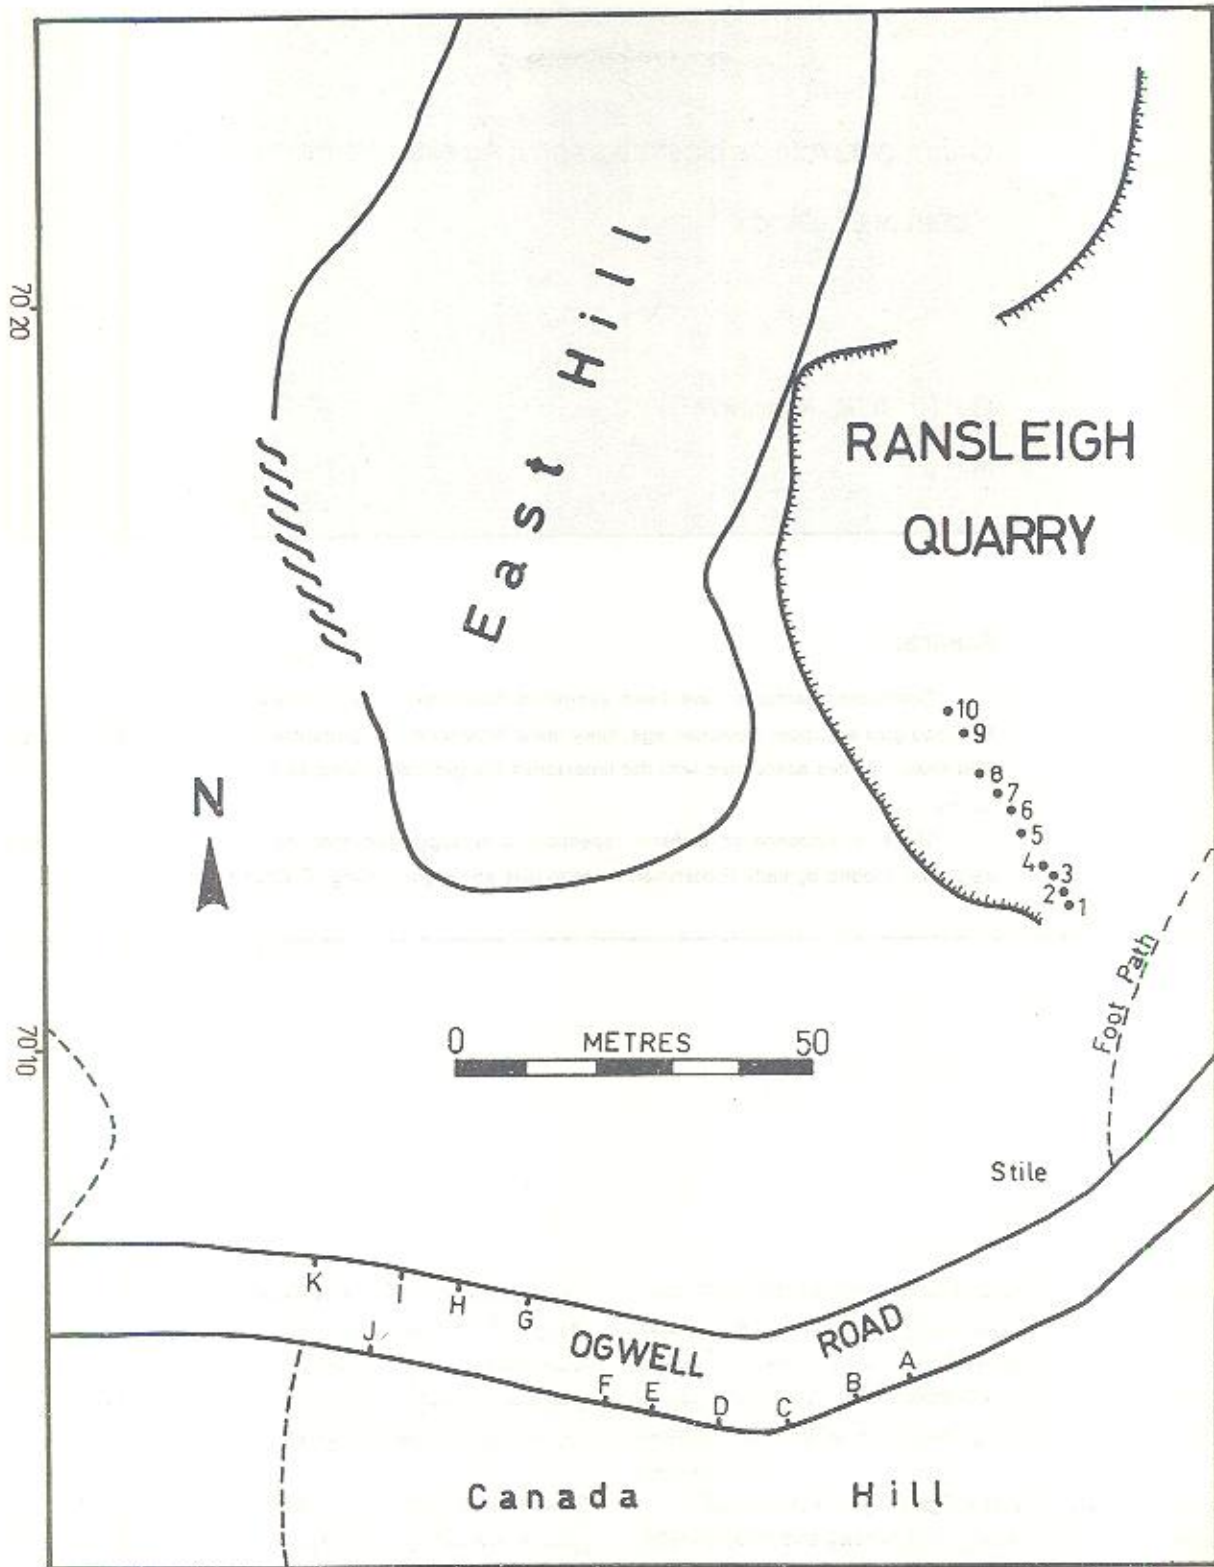 70°20
East Hill
RANSLEIGH
QUARRY
10
9
8
7
6
5
4
3
2
1
N
Foot Path
70°10
0 METRES 50
Stile
K
I
H
G
J
OGWELL ROAD
F
E
D
C
B
A
Canada Hill